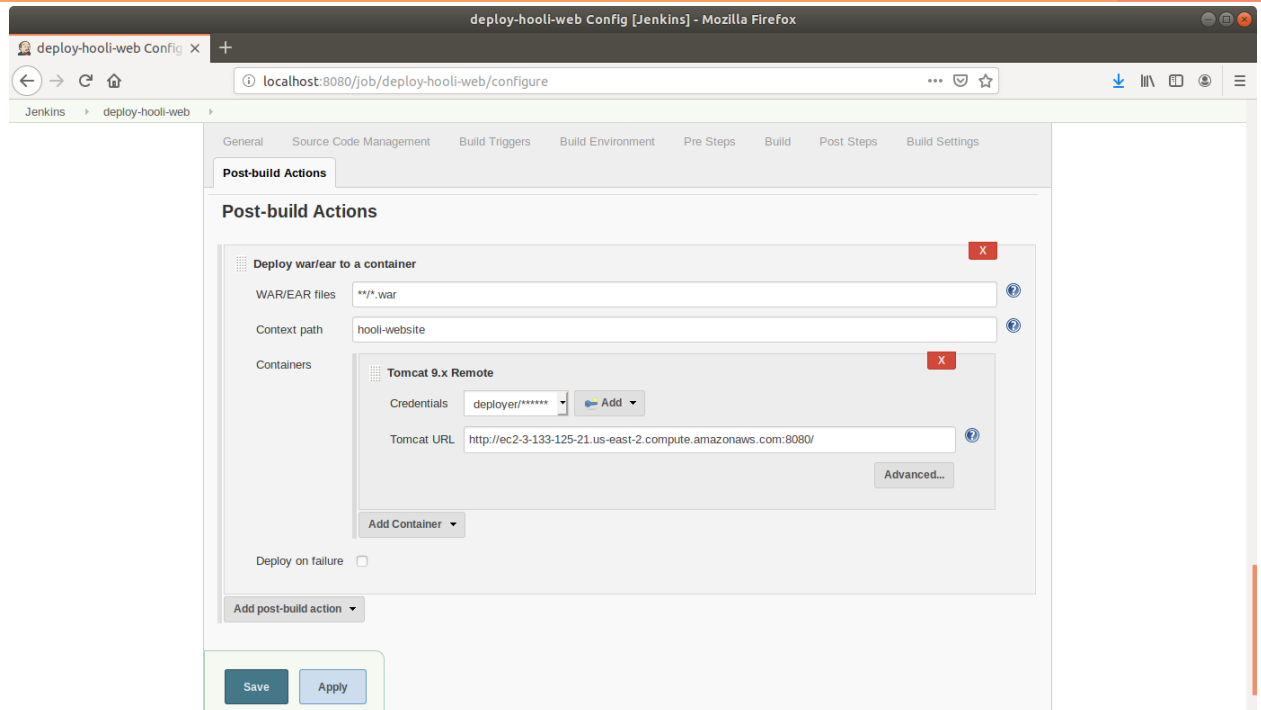 deploy-hooli-web Config [Jenkins] - Mozilla Firefox
deploy-hooli-web Config
localhost:8080/job/deploy-hooli-web/configure
Jenkins deploy-hooli-web
General Source Code Management Build Triggers Build Environment Pre Steps Build Post Steps Build Settings
Post-build Actions
Post-build Actions
X
Deploy war/ear to a container
WAR/EAR files **/*.war
Context path hooli-website
Containers
X
Tomcat 9.x Remote
Credentials deployer/****** Add
Tomcat URL http://ec2-3-133-125-21.us-east-2.compute.amazonaws.com:8080/
Advanced...
Add Container
Deploy on failure
Add post-build action
Save Apply